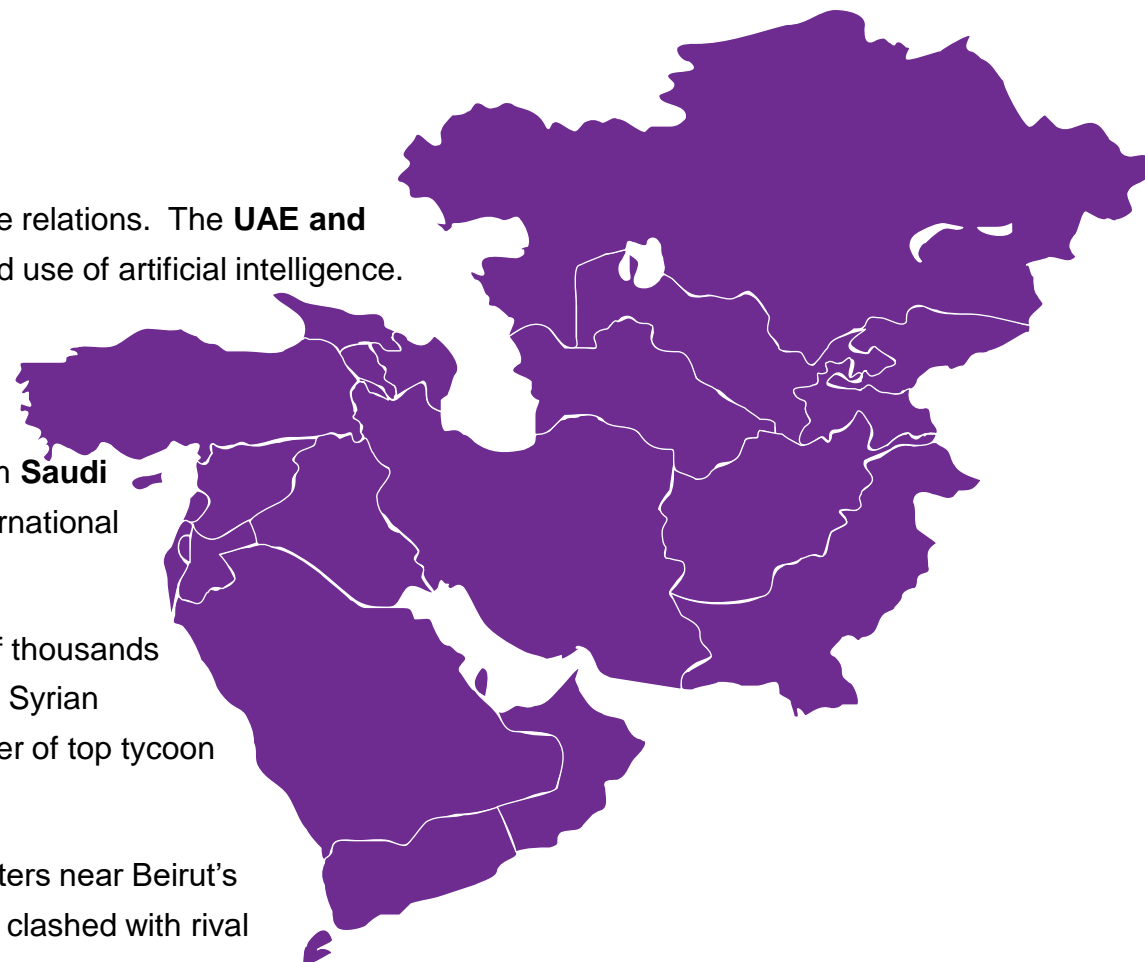 e relations. The UAE and
d use of artificial intelligence.
n Saudi
rnational
f thousands
Syrian
er of top tycoon
ters near Beirut’s
clashed with rival